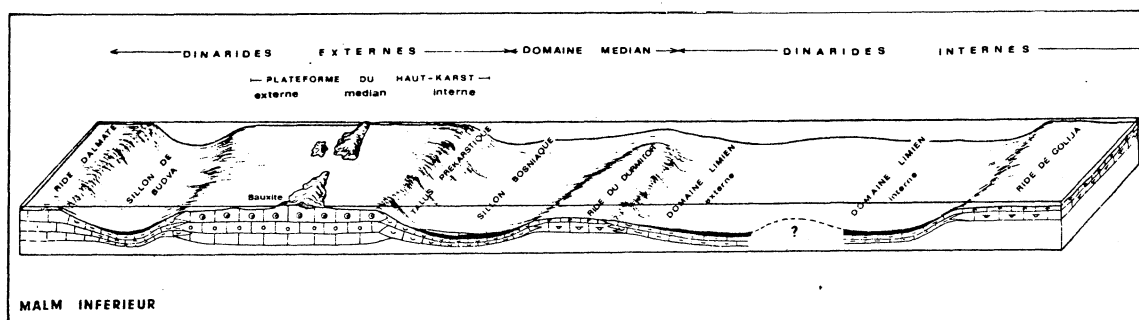 DINARIDES EXTERNES DOMAINE MEDIAN DINARIDES INTERNES
PLATEFORME DU HAUT-KARST
externe median interne
RIDE DALMATE
SILLON DE BUDVA
Bauxite
TALUS PREKARSTIQUE
SILLON BOSNIAQUE
RIDE DU DURMITOR
DOMAINE LIMIEN
externe
?
DOMAINE LIMIEN
interne
RIDE DE GOLIJA
MALM INFERIEUR